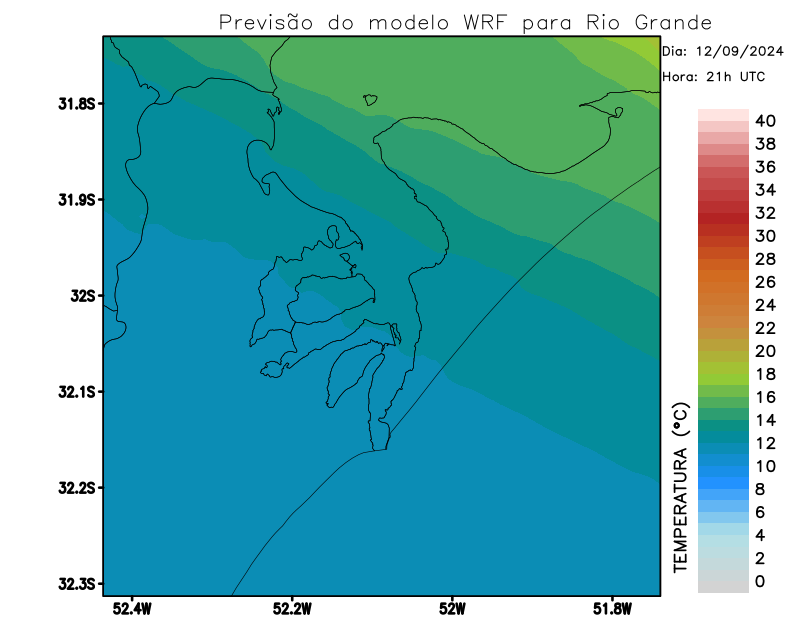 Previsão do modelo WRF para Rio Grande
Dia: 12/09/2024
Hora: 21h UTC
31.8S
31.9S
32S
32.1S
32.2S
32.3S
52.4W
52.2W
52W
51.8W
TEMPERATURA (°C)
40
38
36
34
32
30
28
26
24
22
20
18
16
14
12
10
8
6
4
2
0